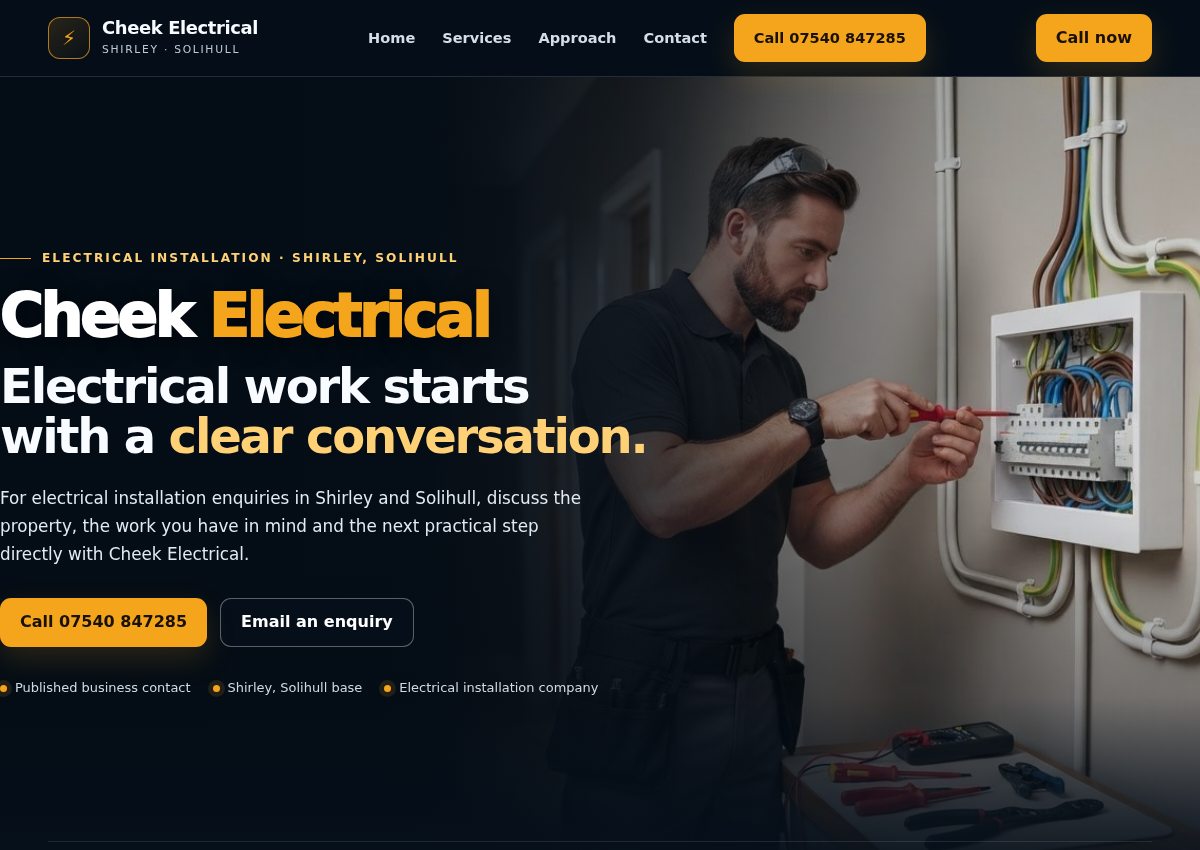 Cheek Electrical
SHIRLEY · SOLIHULL
Home
Services
Approach
Contact
Call 07540 847285
Call now
ELECTRICAL INSTALLATION · SHIRLEY, SOLIHULL
Cheek Electrical
Electrical work starts
with a clear conversation.
For electrical installation enquiries in Shirley and Solihull, discuss the
property, the work you have in mind and the next practical step
directly with Cheek Electrical.
Call 07540 847285
Email an enquiry
Published business contact
Shirley, Solihull base
Electrical installation company